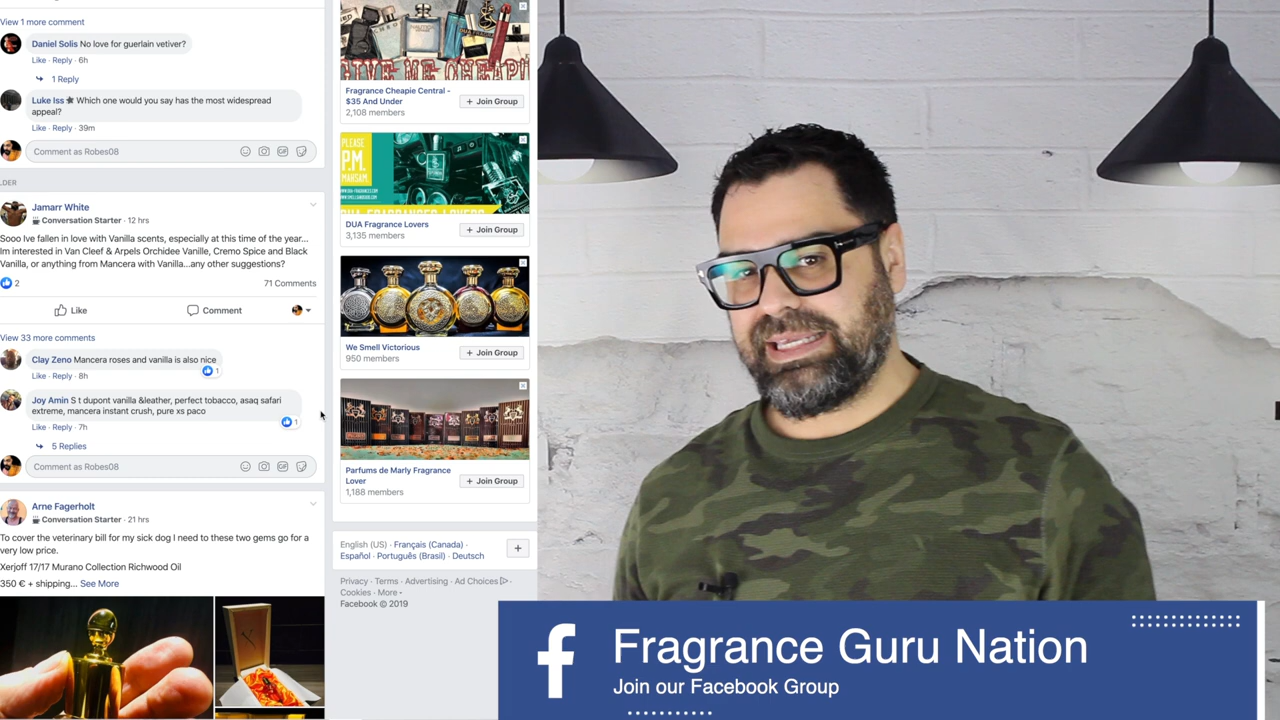 View 1 more comment
Daniel Solis No love for guerlain vetiver?
Like · Reply · 6h
1 Reply
Luke Iss Which one would you say has the most widespread
appeal?
Like · Reply · 39m
Comment as Robes08
LDER
Jamarr White
Conversation Starter · 12 hrs
Sooo Ive fallen in love with Vanilla scents, especially at this time of the year...
Im interested in Van Cleef & Arpels Orchidee Vanille, Cremo Spice and Black
Vanilla, or anything from Mancera with Vanilla...any other suggestions?
2
71 Comments
Like
Comment
View 33 more comments
Clay Zeno Mancera roses and vanilla is also nice
1
Like · Reply · 8h
Joy Amin S t dupont vanilla &leather, perfect tobacco, asaq safari
extreme, mancera instant crush, pure xs paco
1
Like · Reply · 7h
5 Replies
Comment as Robes08
Arne Fagerholt
Conversation Starter · 21 hrs
To cover the veterinary bill for my sick dog I need to these two gems go for a
very low price.
Xerjoff 17/17 Murano Collection Richwood Oil
350 € + shipping... See More
GIVE ME CHEAPI
Fragrance Cheapie Central -
$35 And Under
2,108 members
+ Join Group
PLEASE
P.M.
MAHSAM
DUA FRAGRANCE LOVERS
DUA Fragrance Lovers
3,135 members
+ Join Group
We Smell Victorious
950 members
+ Join Group
Parfums de Marly Fragrance
Lover
1,188 members
+ Join Group
English (US) · Français (Canada) ·
Español · Português (Brasil) · Deutsch
Privacy · Terms · Advertising · Ad Choices ·
Cookies · More
Facebook © 2019
f
Fragrance Guru Nation
Join our Facebook Group